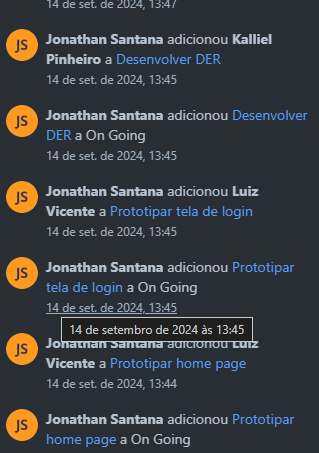 14 de set. de 2024, 13:47
JS
Jonathan Santana adicionou Kalliel
Pinheiro a Desenvolver DER
14 de set. de 2024, 13:45
JS
Jonathan Santana adicionou Desenvolver
DER a On Going
14 de set. de 2024, 13:45
JS
Jonathan Santana adicionou Luiz
Vicente a Prototipar tela de login
14 de set. de 2024, 13:45
JS
Jonathan Santana adicionou Prototipar
tela de login a On Going
14 de set. de 2024, 13:45
14 de setembro de 2024 às 13:45
JS
Jonathan Santana adicionou Luiz
Vicente a Prototipar home page
14 de set. de 2024, 13:44
JS
Jonathan Santana adicionou Prototipar
home page a On Going